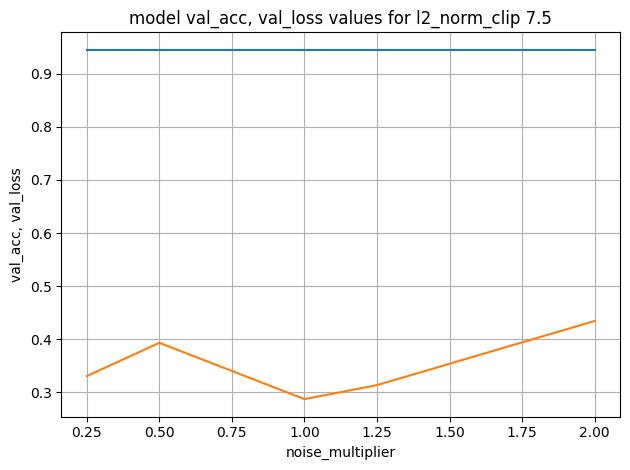 model val_acc, val_loss values for l2_norm_clip 7.5
val_acc, val_loss
0.9
0.8
0.7
0.6
0.5
0.4
0.3
0.25 0.50 0.75 1.00 1.25 1.50 1.75 2.00
noise_multiplier